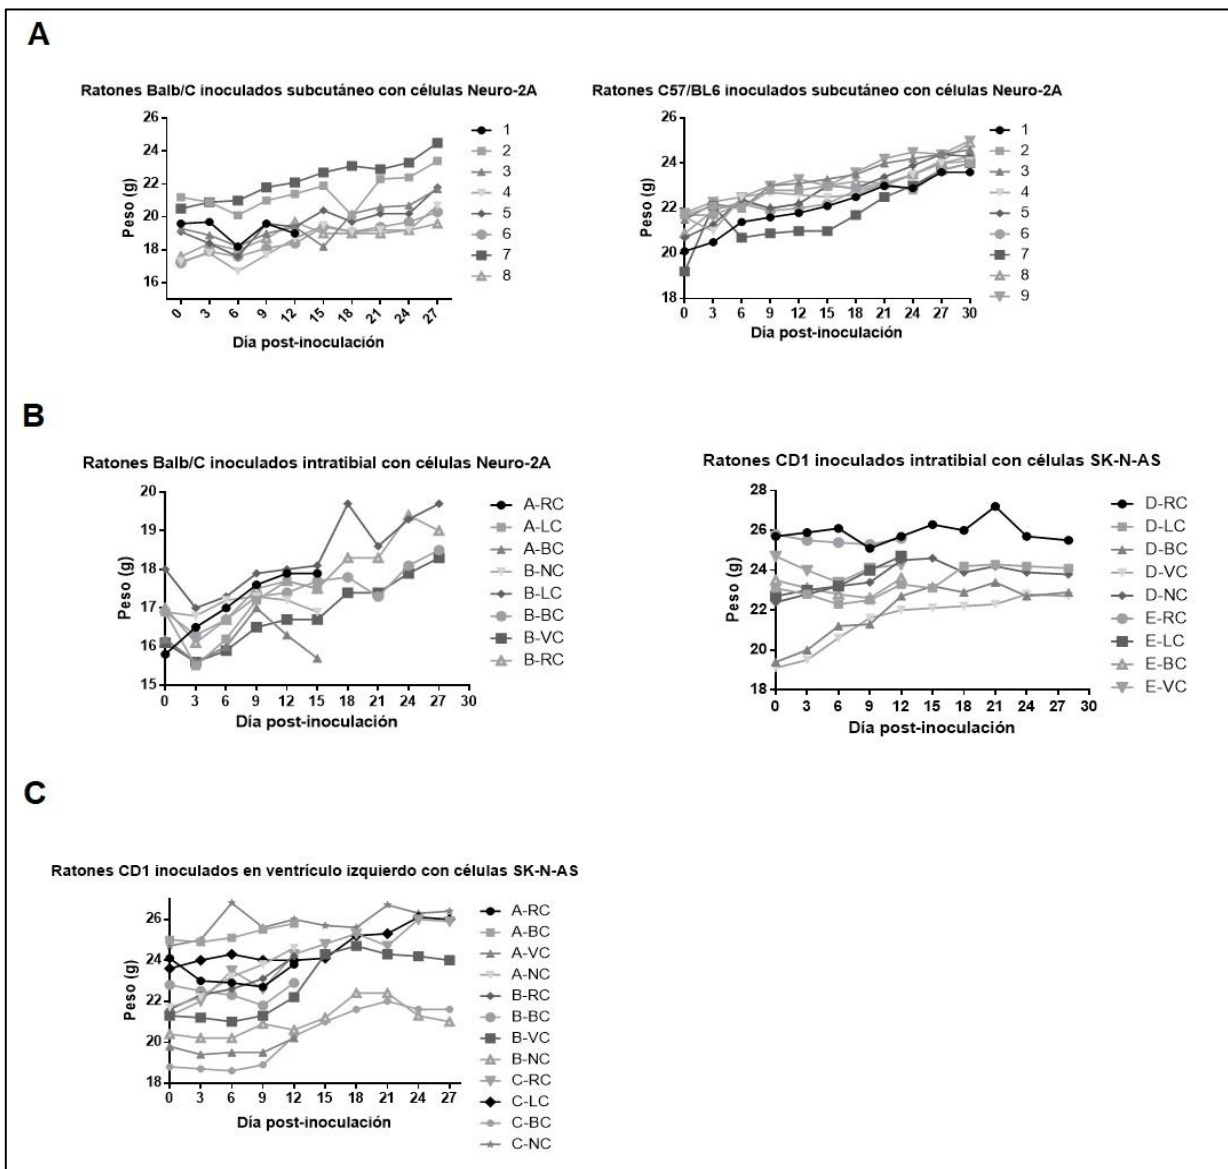 A
Ratones Balb/C inoculados subcutáneo con células Neuro-2A
Peso (g)
26
24
22
20
18
16
0 3 6 9 12 15 18 21 24 27
Día post-inoculación
1
2
3
4
5
6
7
8
Ratones C57/BL6 inoculados subcutáneo con células Neuro-2A
Peso (g)
26
24
22
20
18
0 3 6 9 12 15 18 21 24 27 30
Día post-inoculación
1
2
3
4
5
6
7
8
9
B
Ratones Balb/C inoculados intratibial con células Neuro-2A
Peso (g)
20
19
18
17
16
15
0 3 6 9 12 15 18 21 24 27 30
Día post-inoculación
A-RC
A-LC
A-BC
B-NC
B-LC
B-BC
B-VC
B-RC
Ratones CD1 inoculados intratibial con células SK-N-AS
Peso (g)
28
26
24
22
20
18
0 3 6 9 12 15 18 21 24 27 30
Día post-inoculación
D-RC
D-LC
D-BC
D-VC
D-NC
E-RC
E-LC
E-BC
E-VC
C
Ratones CD1 inoculados en ventrículo izquierdo con células SK-N-AS
Peso (g)
26
24
22
20
18
0 3 6 9 12 15 18 21 24 27
Día post-inoculación
A-RC
A-BC
A-VC
A-NC
B-RC
B-BC
B-VC
B-NC
C-RC
C-LC
C-BC
C-NC